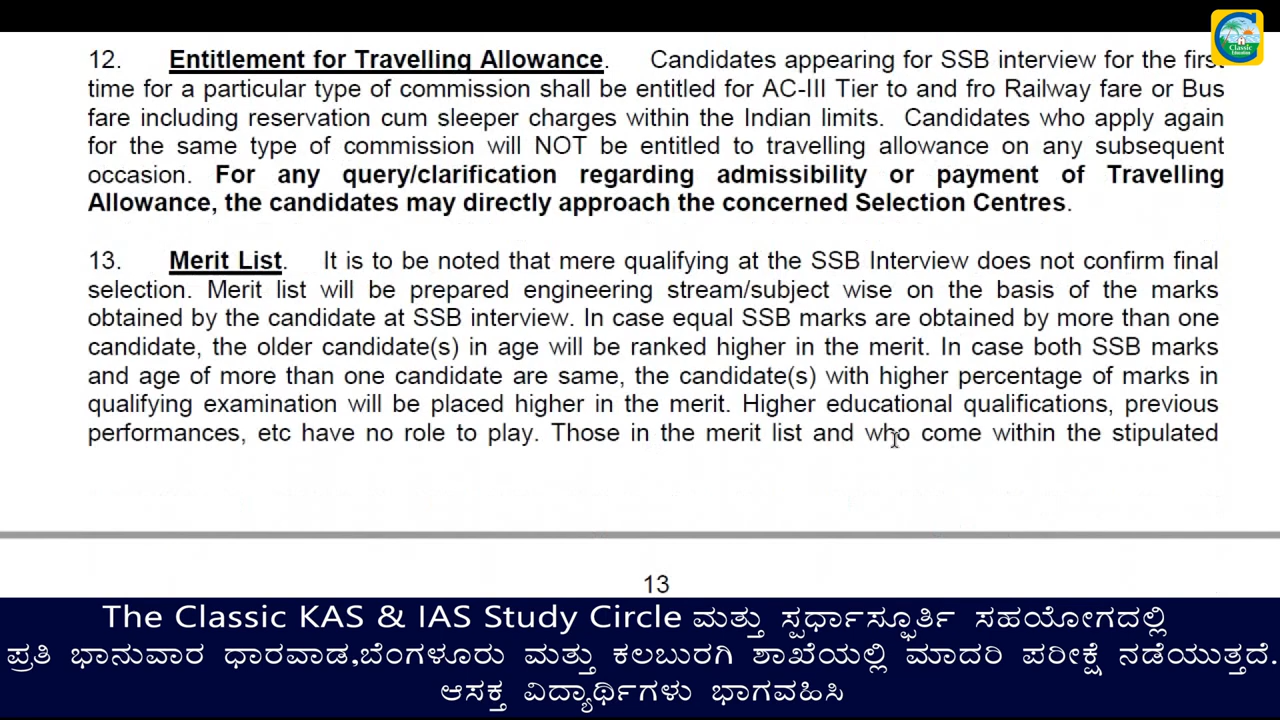 12. Entitlement for Travelling Allowance. Candidates appearing for SSB interview for the first
time for a particular type of commission shall be entitled for AC-III Tier to and fro Railway fare or Bus
fare including reservation cum sleeper charges within the Indian limits. Candidates who apply again
for the same type of commission will NOT be entitled to travelling allowance on any subsequent
occasion. For any query/clarification regarding admissibility or payment of Travelling
Allowance, the candidates may directly approach the concerned Selection Centres.
13. Merit List. It is to be noted that mere qualifying at the SSB Interview does not confirm final
selection. Merit list will be prepared engineering stream/subject wise on the basis of the marks
obtained by the candidate at SSB interview. In case equal SSB marks are obtained by more than one
candidate, the older candidate(s) in age will be ranked higher in the merit. In case both SSB marks
and age of more than one candidate are same, the candidate(s) with higher percentage of marks in
qualifying examination will be placed higher in the merit. Higher educational qualifications, previous
performances, etc have no role to play. Those in the merit list and who come within the stipulated
13
The Classic KAS & IAS Study Circle ಮತ್ತು ಸ್ಪರ್ಧಾಸ್ಫೂರ್ತಿ ಸಹಯೋಗದಲ್ಲಿ
ಪ್ರತಿ ಭಾನುವಾರ ಧಾರವಾಡ,ಬೆಂಗಳೂರು ಮತ್ತು ಕಲಬುರಗಿ ಶಾಖೆಯಲ್ಲಿ ಮಾದರಿ ಪರೀಕ್ಷೆ ನಡೆಯುತ್ತದೆ.
ಆಸಕ್ತ ವಿದ್ಯಾರ್ಥಿಗಳು ಭಾಗವಹಿಸಿ
Classic
Education